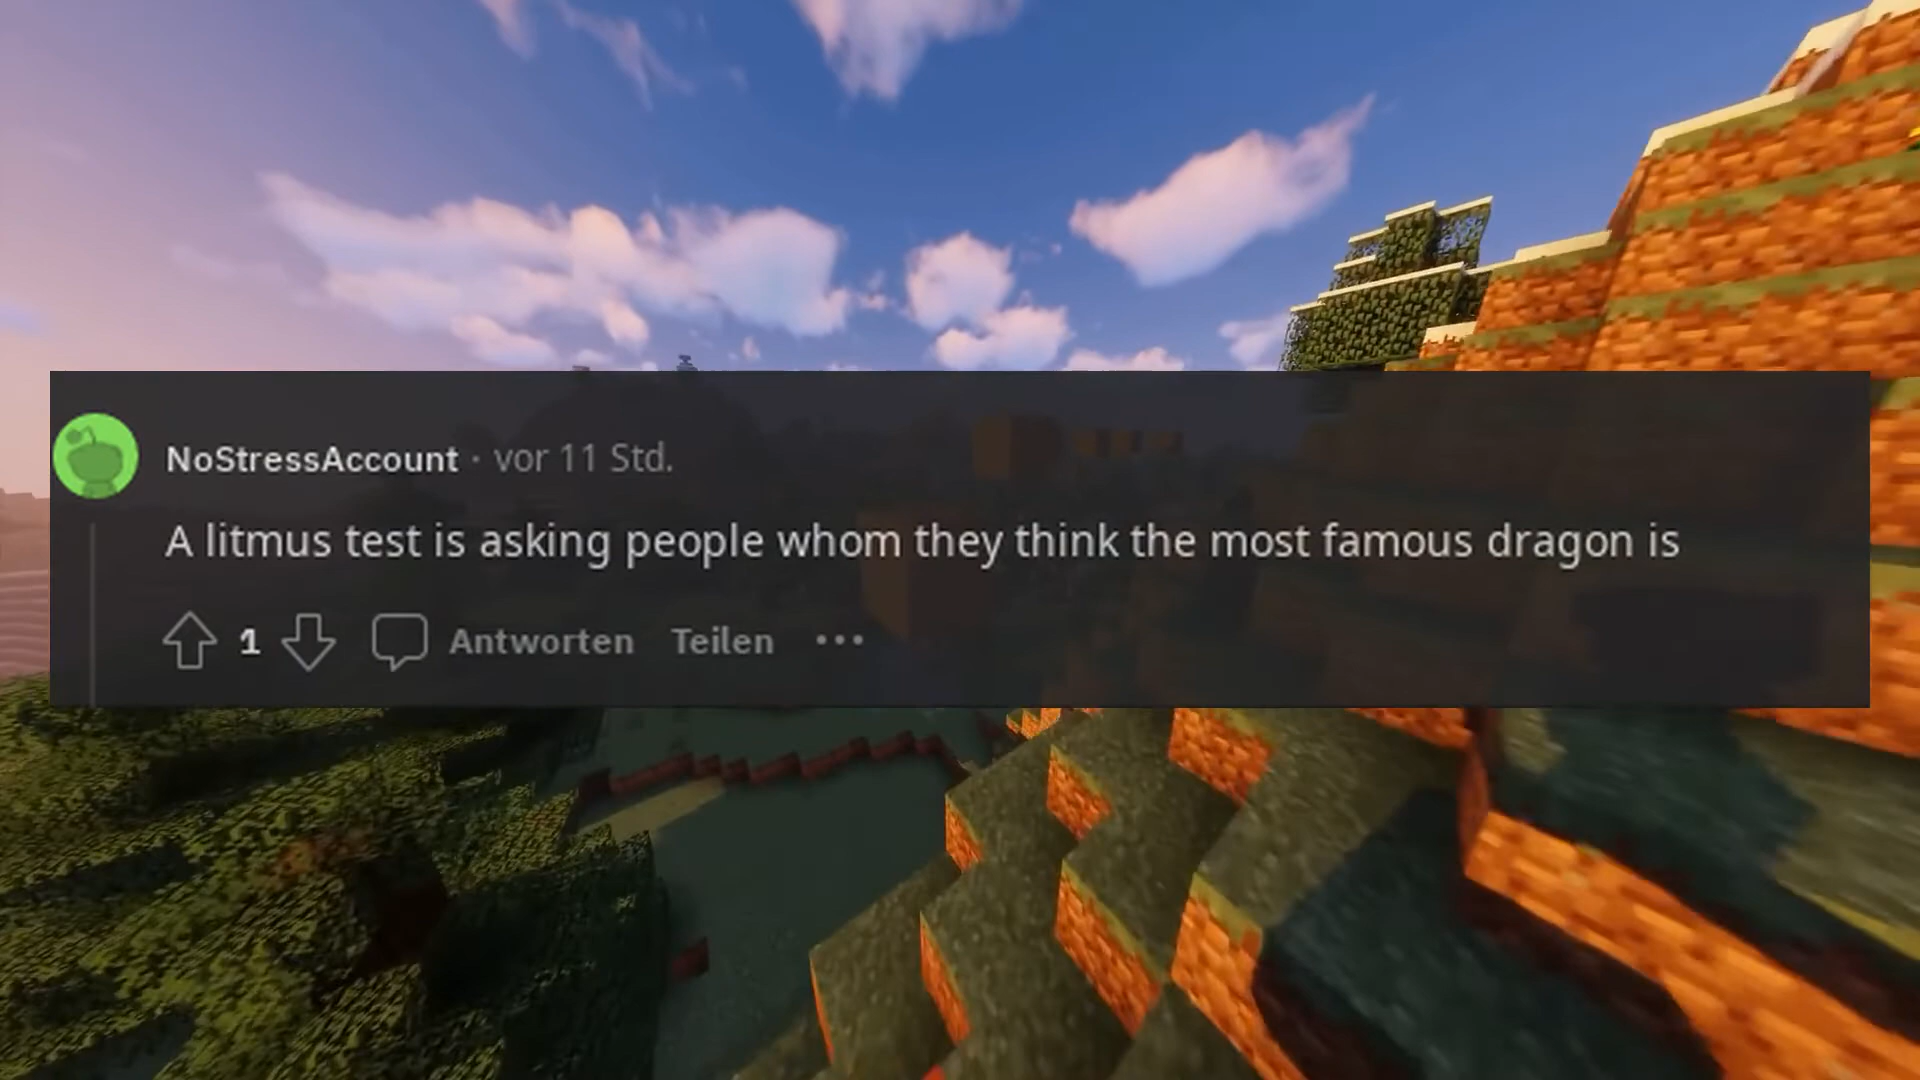 NoStressAccount · vor 11 Std.
A litmus test is asking people whom they think the most famous dragon is
1 Antworten Teilen ···